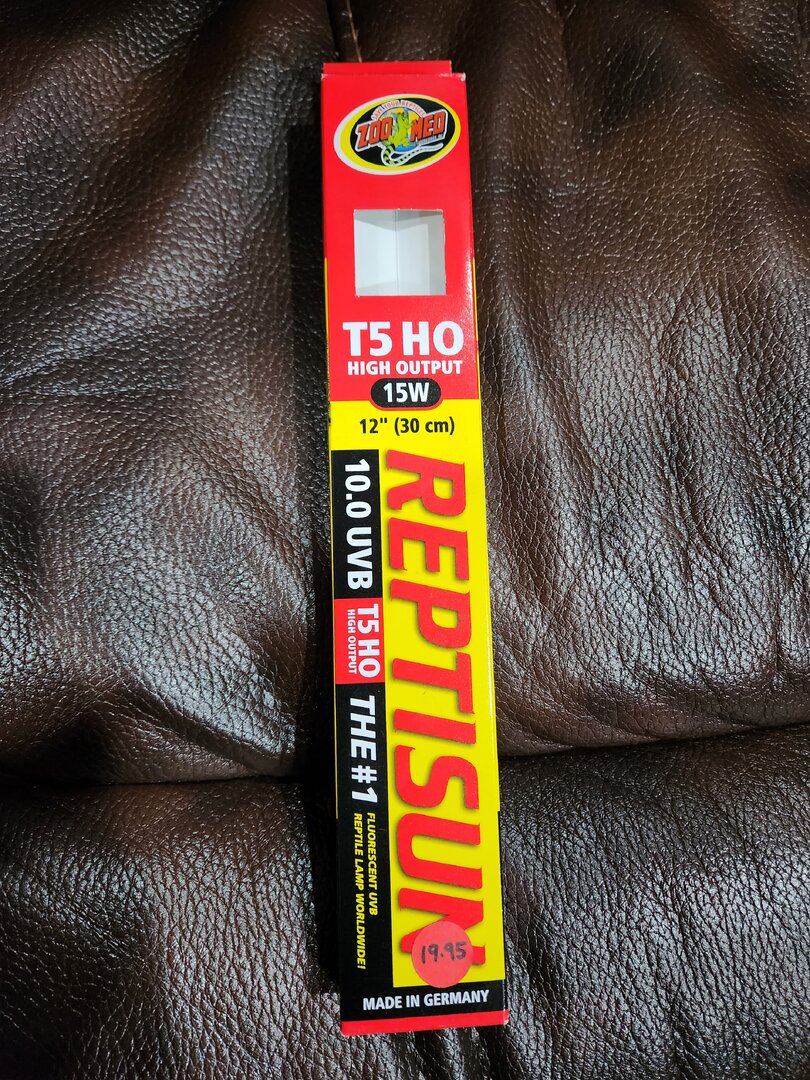 ZOO MED
T5 HO
HIGH OUTPUT
15W
12" (30 cm)
REPTISUN
10.0 UVB
T5 HO
HIGH OUTPUT
THE #1
FLUORESCENT UVB
REPTILE LAMP WORLDWIDE!
19.95
MADE IN GERMANY